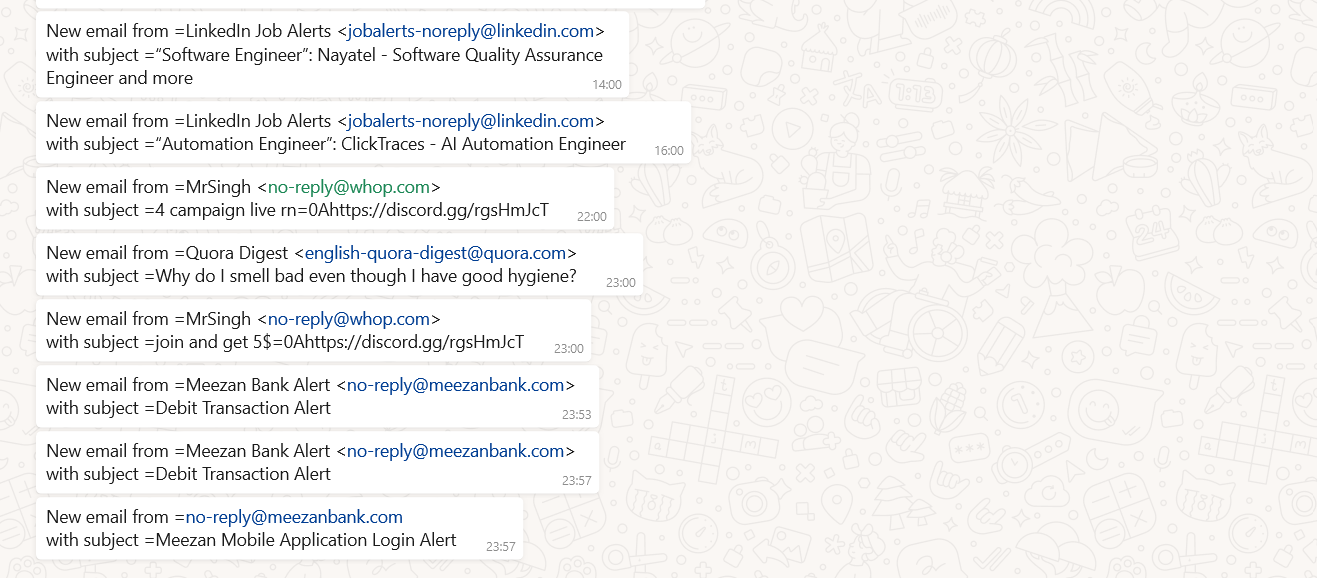 New email from =LinkedIn Job Alerts <jobalerts-noreply@linkedin.com>
with subject =“Software Engineer”: Nayatel - Software Quality Assurance
Engineer and more
14:00
New email from =LinkedIn Job Alerts <jobalerts-noreply@linkedin.com>
with subject =“Automation Engineer”: ClickTraces - AI Automation Engineer
16:00
New email from =MrSingh <no-reply@whop.com>
with subject =4 campaign live rn=0Ahttps://discord.gg/rgsHmJcT
22:00
New email from =Quora Digest <english-quora-digest@quora.com>
with subject =Why do I smell bad even though I have good hygiene?
23:00
New email from =MrSingh <no-reply@whop.com>
with subject =join and get 5$=0Ahttps://discord.gg/rgsHmJcT
23:00
New email from =Meezan Bank Alert <no-reply@meezanbank.com>
with subject =Debit Transaction Alert
23:53
New email from =Meezan Bank Alert <no-reply@meezanbank.com>
with subject =Debit Transaction Alert
23:57
New email from =no-reply@meezanbank.com
with subject =Meezan Mobile Application Login Alert
23:57